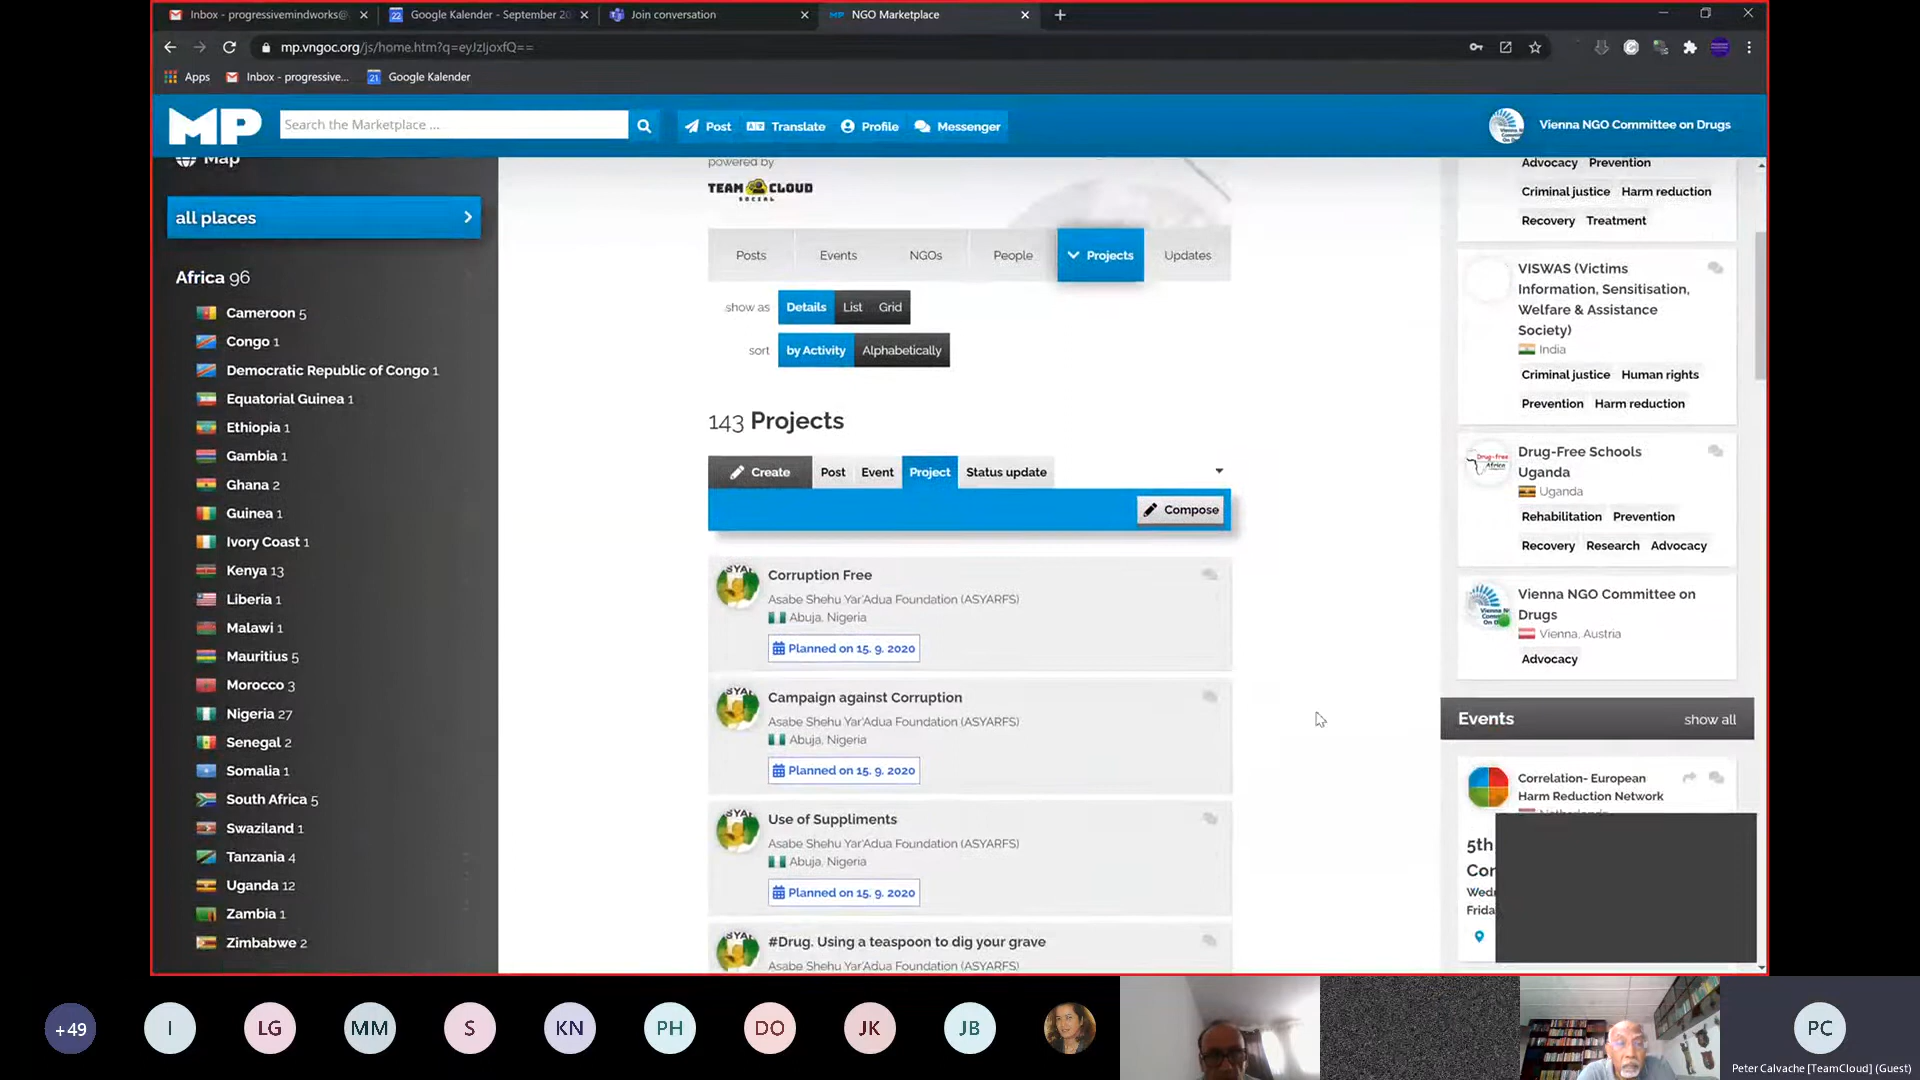 Inbox - progressivemindworks@
22 Google Kalender - September 20
Join conversation
MP NGO Marketplace
mp.vngoc.org/js/home.htm?q=eyJzIjoxfQ==
Apps
Inbox - progressive...
21 Google Kalender
MP
Search the Marketplace ...
Post
Translate
Profile
Messenger
Vienna NGO Committee on Drugs
Map
all places
Africa 96
Cameroon 5
Congo 1
Democratic Republic of Congo 1
Equatorial Guinea 1
Ethiopia 1
Gambia 1
Ghana 2
Guinea 1
Ivory Coast 1
Kenya 13
Liberia 1
Malawi 1
Mauritius 5
Morocco 3
Nigeria 27
Senegal 2
Somalia 1
South Africa 5
Swaziland 1
Tanzania 4
Uganda 12
Zambia 1
Zimbabwe 2
powered by
TEAM CLOUD
SOCIAL
Posts
Events
NGOs
People
Projects
Updates
show as
Details
List
Grid
sort
by Activity
Alphabetically
143 Projects
Create
Post
Event
Project
Status update
Compose
Corruption Free
Asabe Shehu Yar'Adua Foundation (ASYARFS)
Abuja, Nigeria
Planned on 15. 9. 2020
Campaign against Corruption
Asabe Shehu Yar'Adua Foundation (ASYARFS)
Abuja, Nigeria
Planned on 15. 9. 2020
Use of Suppliments
Asabe Shehu Yar'Adua Foundation (ASYARFS)
Abuja, Nigeria
Planned on 15. 9. 2020
#Drug. Using a teaspoon to dig your grave
Asabe Shehu Yar'Adua Foundation (ASYARFS)
Advocacy Prevention
Criminal justice Harm reduction
Recovery Treatment
VISWAS (Victims
Information, Sensitisation,
Welfare & Assistance
Society)
India
Criminal justice Human rights
Prevention Harm reduction
Drug-Free Schools
Uganda
Uganda
Rehabilitation Prevention
Recovery Research Advocacy
Vienna NGO Committee on
Drugs
Vienna, Austria
Advocacy
Events
show all
Correlation- European
Harm Reduction Network
5th
Frida
+49
I
LG
MM
S
KN
PH
DO
JK
JB
PC
Peter Calvache [TeamCloud] (Guest)